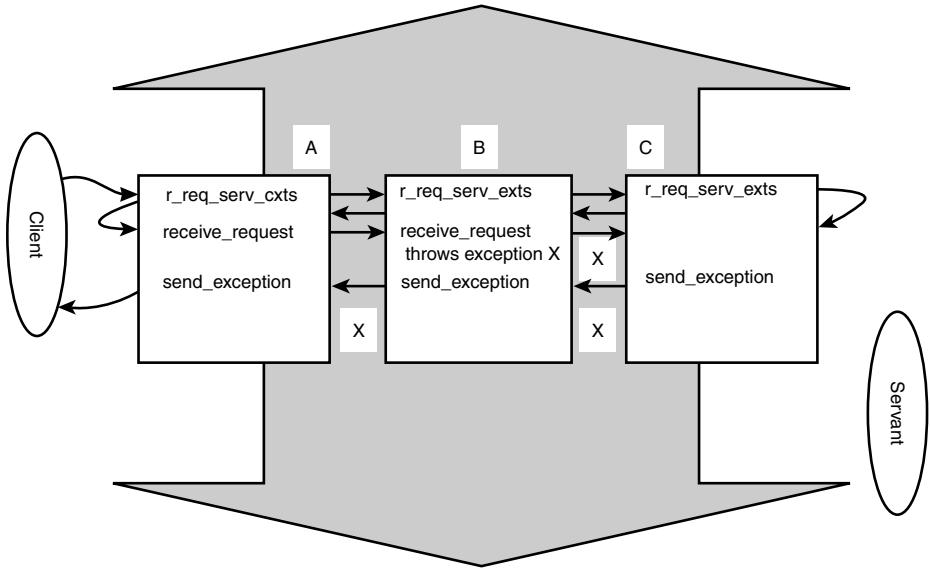 A
B
C
Client
r_req_serv_cxts
receive_request
send_exception
X
r_req_serv_exts
receive_request
throws exception X
send_exception
X
X
r_req_serv_exts
send_exception
Servant